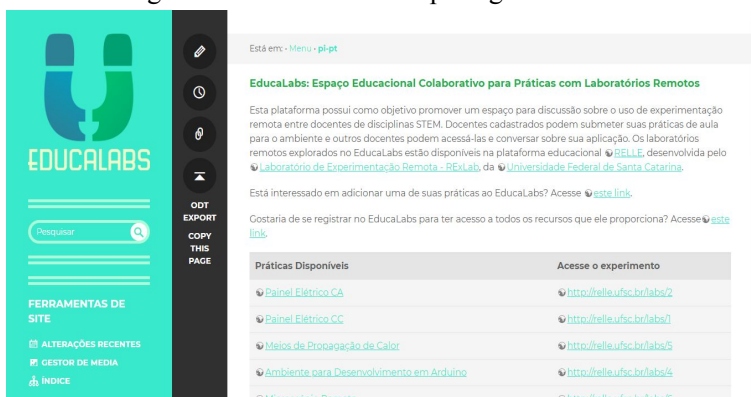 EDUCALABS
Pesquisar
FERRAMENTAS DE
SITE
ALTERAÇÕES RECENTES
GESTOR DE MEDIA
ÍNDICE
ODT
EXPORT
COPY
THIS
PAGE
Está em: • Menu • pi-pt
EducaLabs: Espaço Educacional Colaborativo para Práticas com Laboratórios Remotos
Esta plataforma possui como objetivo promover um espaço para discussão sobre o uso de experimentação
remota entre docentes de disciplinas STEM. Docentes cadastrados podem submeter suas práticas de aula
para o ambiente e outros docentes podem acessá-las e conversar sobre sua aplicação. Os laboratórios
remotos explorados no EducaLabs estão disponíveis na plataforma educacional RELLE, desenvolvida pelo
Laboratório de Experimentação Remota - RExLab, da Universidade Federal de Santa Catarina.
Está interessado em adicionar uma de suas práticas ao EducaLabs? Acesse este link.
Gostaria de se registrar no EducaLabs para ter acesso a todos os recursos que ele proporciona? Acesse este
link.
Práticas Disponíveis Acesse o experimento
Painel Elétrico CA http://relle.ufsc.br/labs/2
Painel Elétrico CC http://relle.ufsc.br/labs/1
Meios de Propagação de Calor http://relle.ufsc.br/labs/5
Ambiente para Desenvolvimento em Arduino http://relle.ufsc.br/labs/4